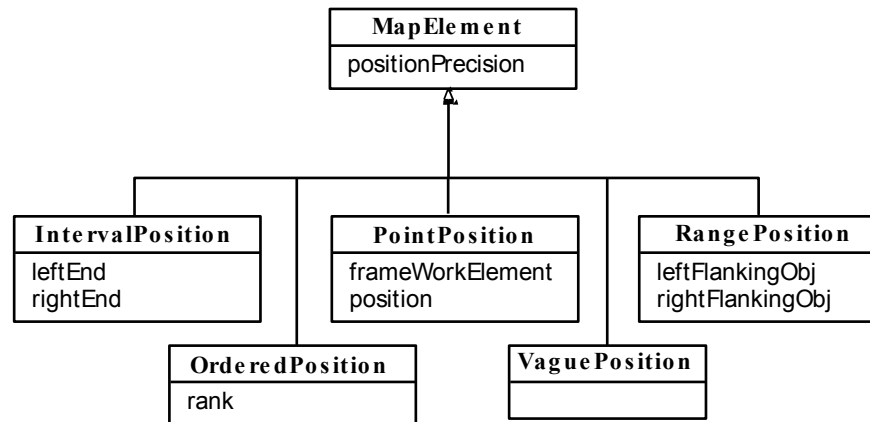 MapElement
positionPrecision
IntervalPosition
leftEnd
rightEnd
PointPosition
frameWorkElement
position
RangePosition
leftFlankingObj
rightFlankingObj
OrderedPosition
rank
VaguePosition